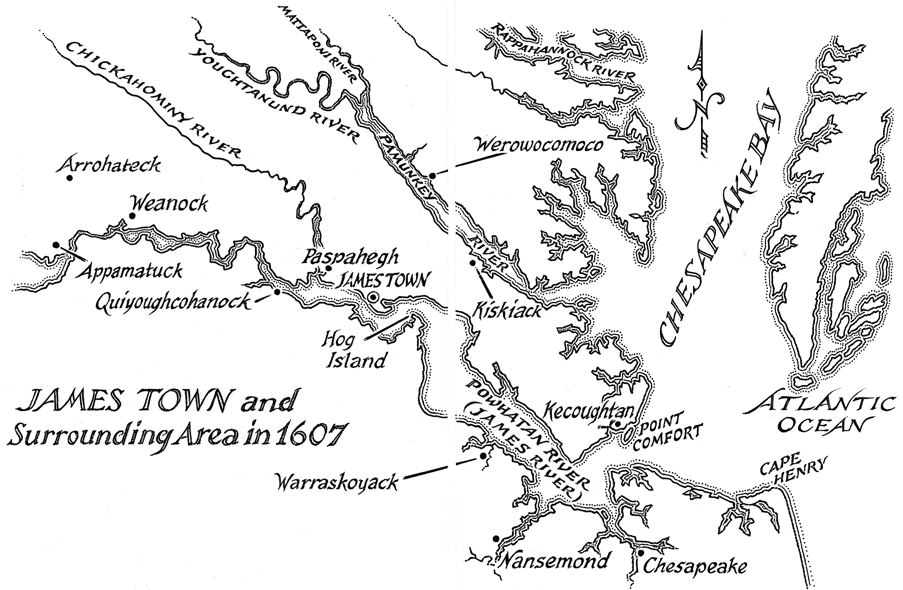 MATTAPONI RIVER
RAPPAHANNOCK RIVER
CHICKAHOMINY RIVER
YOUGHTANUND RIVER
N
PAMUNKEY
RIVER
Werowocomoco
CHESAPEAKE BAY
Arrohateck
Weanock
Appamatuck
Paspahegh
JAMES TOWN
Quiyoughcohanock
Kiskiack
Hog
Island
JAMES TOWN and
Surrounding Area in 1607
POWHATAN RIVER
(JAMES RIVER)
Kecoughtan
POINT
COMFORT
ATLANTIC
OCEAN
CAPE
HENRY
Warraskoyack
Nansemond
Chesapeake